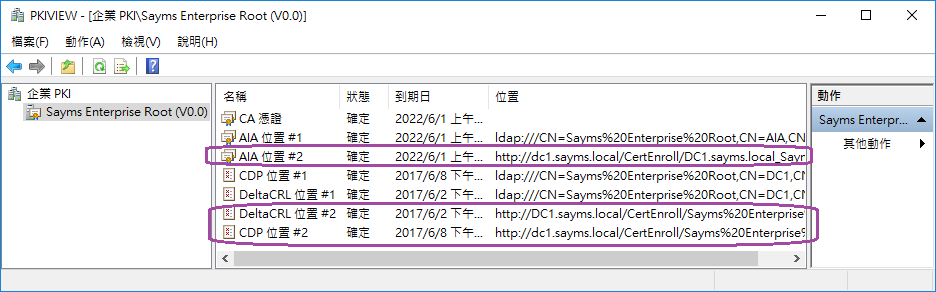 PKIVIEW - [企業 PKI\Sayms Enterprise Root (V0.0)]
檔案(F) 動作(A) 檢視(V) 說明(H)
企業 PKI
Sayms Enterprise Root (V0.0)
名稱 狀態 到期日 位置
CA 憑證 確定 2022/6/1 上午...
AIA 位置 #1 確定 2022/6/1 上午... ldap:///CN=Sayms%20Enterprise%20Root,CN=AIA,CN
AIA 位置 #2 確定 2022/6/1 上午... http://dc1.sayms.local/CertEnroll/DC1.sayms.local_Saym
CDP 位置 #1 確定 2017/6/8 下午... ldap:///CN=Sayms%20Enterprise%20Root,CN=DC1,CN
DeltaCRL 位置 #1 確定 2017/6/2 下午... ldap:///CN=Sayms%20Enterprise%20Root,CN=DC1,CN
DeltaCRL 位置 #2 確定 2017/6/2 下午... http://DC1.sayms.local/CertEnroll/Sayms%20Enterprise%
CDP 位置 #2 確定 2017/6/8 下午... http://dc1.sayms.local/CertEnroll/Sayms%20Enterprise%
動作
Sayms Enterpr...
其他動作